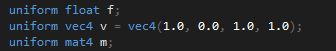 uniform float f;
uniform vec4 v = vec4(1.0, 0.0, 1.0, 1.0);
uniform mat4 m;